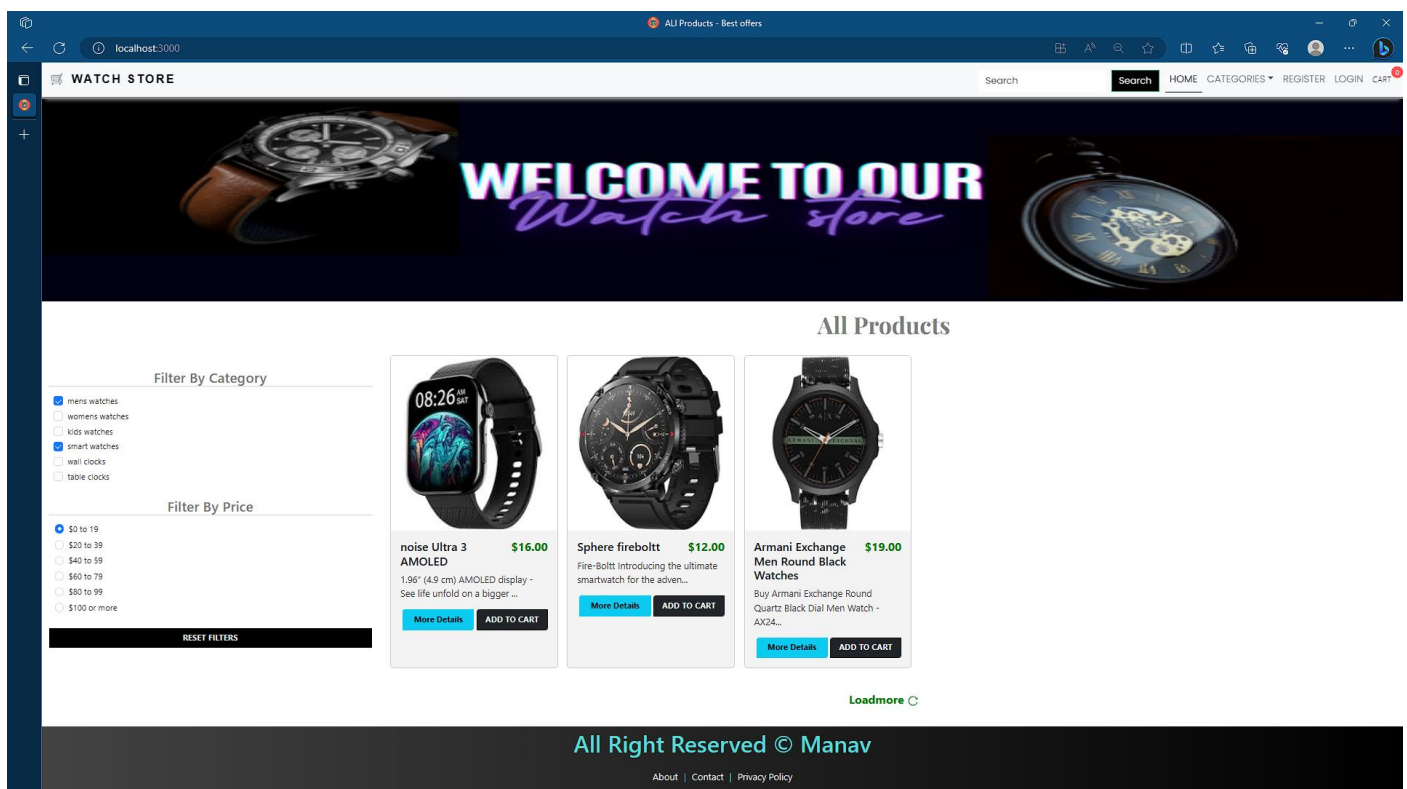 ALl Products - Best offers
localhost:3000
WATCH STORE
Search
Search
HOME
CATEGORIES
REGISTER
LOGIN
CART
0
WELCOME TO OUR
Watch store
All Products
Filter By Category
mens watches
womens watches
kids watches
smart watches
wall clocks
table clocks
Filter By Price
$0 to 19
$20 to 39
$40 to 59
$60 to 79
$80 to 99
$100 or more
RESET FILTERS
08:26 AM
SAT
noise Ultra 3 $16.00
AMOLED
1.96" (4.9 cm) AMOLED display -
See life unfold on a bigger ...
More Details ADD TO CART
Sphere fireboltt $12.00
Fire-Boltt Introducing the ultimate
smartwatch for the adven...
More Details ADD TO CART
ARMANI EXCHANGE
Armani Exchange $19.00
Men Round Black
Watches
Buy Armani Exchange Round
Quartz Black Dial Men Watch -
AX24...
More Details ADD TO CART
Loadmore
All Right Reserved © Manav
About | Contact | Privacy Policy